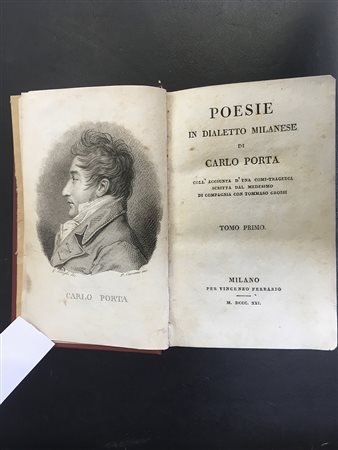 CARLO PORTA
POESIE
IN DIALETTO MILANESE
DI
CARLO PORTA
COLL' AGGIUNTA D'UNA COMI-TRAGEDIA
SCRITTA DAL MEDESIMO
DI COMPAGNIA CON TOMMASO GROSSI
TOMO PRIMO.
MILANO
PER VINCENZO FERRARIO
M. DCCC. XXI.